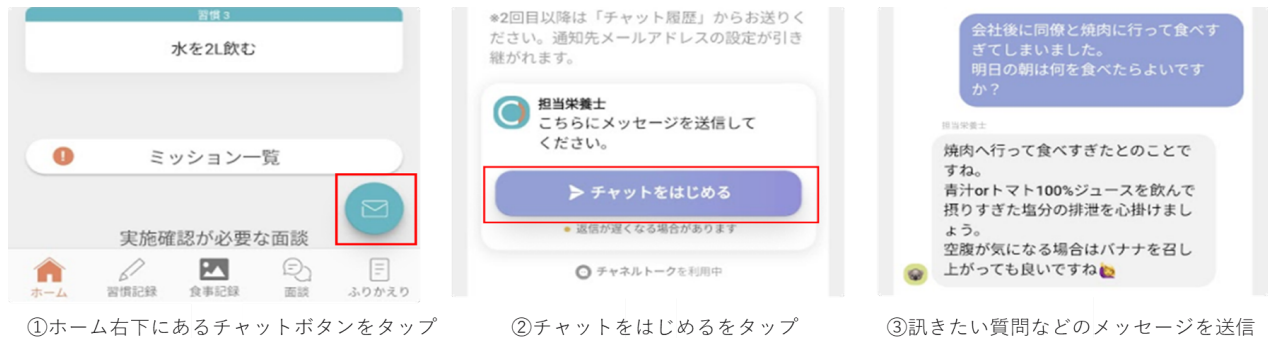 習慣 3
水を2L飲む
ミッション一覧
実施確認が必要な面談
ホーム
習慣記録
食事記録
面談
ふりかえり
①ホーム右下にあるチャットボタンをタップ
※2回目以降は「チャット履歴」からお送りく
ださい。通知先メールアドレスの設定が引き
継がれます。
担当栄養士
こちらにメッセージを送信して
ください。
チャットをはじめる
返信が遅くなる場合があります
チャネルトークを利用中
②チャットをはじめるをタップ
会社後に同僚と焼肉に行って食べす
ぎてしまいました。
明日の朝は何を食べたらよいです
か？
担当栄養士
焼肉へ行って食べすぎたとのことで
すね。
青汁orトマト100%ジュースを飲んで
摂りすぎた塩分の排泄を心掛けまし
ょう。
空腹が気になる場合はバナナを召し
上がっても良いですね🙋
③訊きたい質問などのメッセージを送信